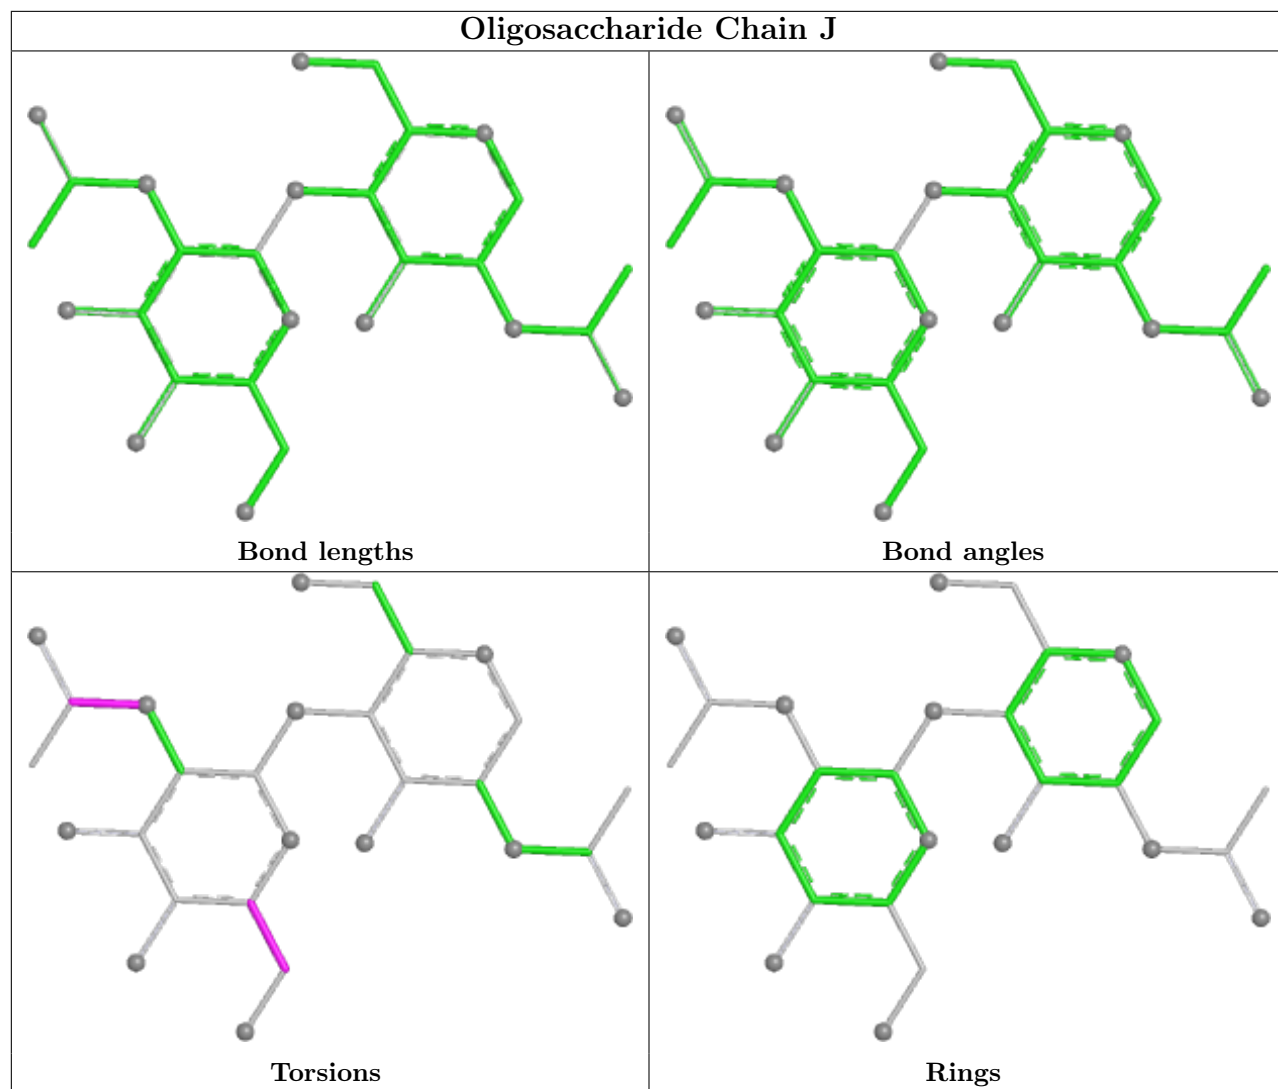 Oligosaccharide Chain J
Bond lengths
Bond angles
Torsions
Rings